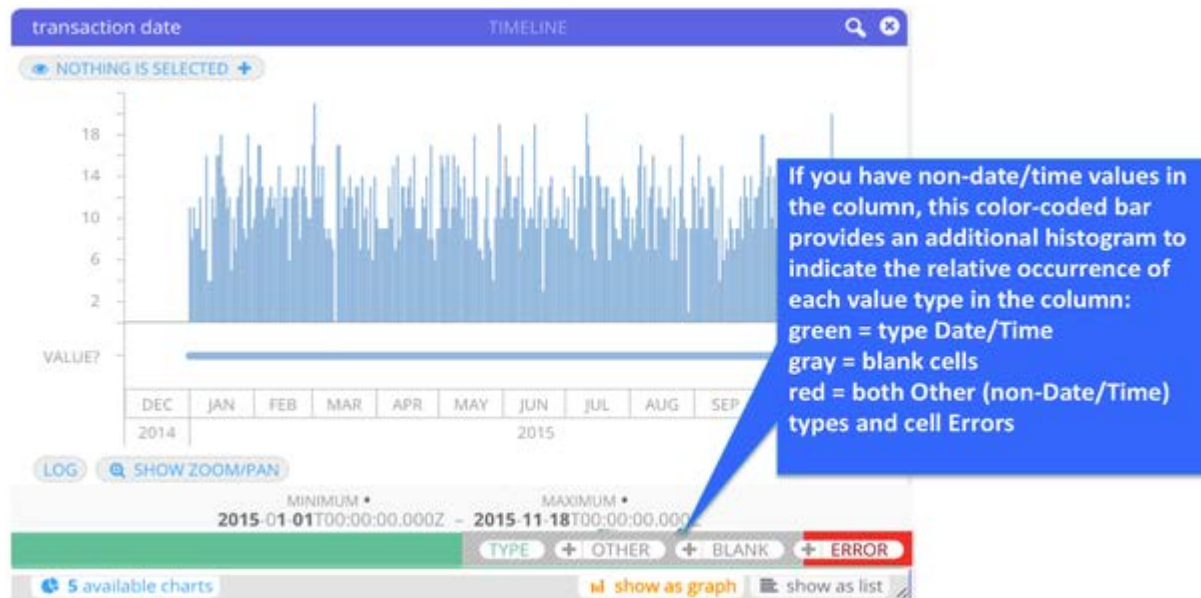 transaction date TIMELINE
NOTHING IS SELECTED +
18
14
10
6
2
VALUE?
DEC JAN FEB MAR APR MAY JUN JUL AUG SEP
2014 2015
LOG SHOW ZOOM/PAN
MINIMUM • MAXIMUM •
2015-01-01T00:00:00.000Z – 2015-11-18T00:00:00.000Z
TYPE + OTHER + BLANK + ERROR
5 available charts show as graph show as list
If you have non-date/time values in
the column, this color-coded bar
provides an additional histogram to
indicate the relative occurrence of
each value type in the column:
green = type Date/Time
gray = blank cells
red = both Other (non-Date/Time)
types and cell Errors